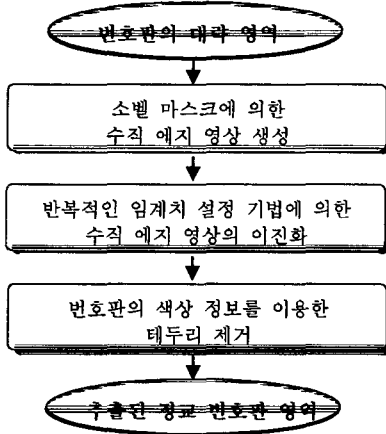 번호판의 대략 영역
소벨 마스크에 의한
수직 에지 영상 생성
반복적인 임계치 설정 기법에 의한
수직 에지 영상의 이진화
번호판의 색상 정보를 이용한
테두리 제거
추출된 정교 번호판 영역